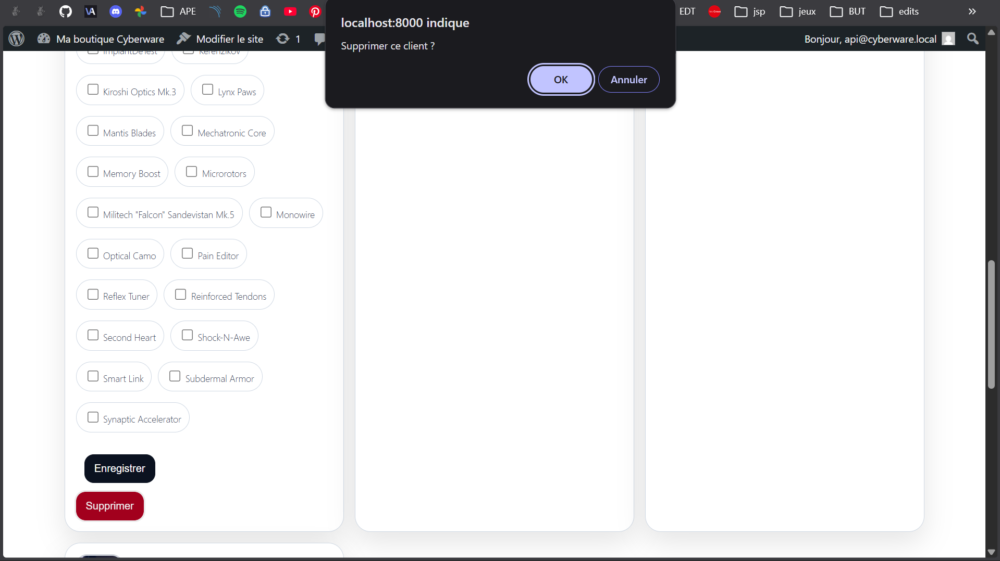 VA
APE
EDT
jsp
jeux
BUT
edits
»
Ma boutique Cyberware
Modifier le site
1
Bonjour, api@cyberware.local
localhost:8000 indique
Supprimer ce client ?
OK
Annuler
ImplantDeTest
Kerenzikov
Kiroshi Optics Mk.3
Lynx Paws
Mantis Blades
Mechatronic Core
Memory Boost
Microrotors
Militech "Falcon" Sandevistan Mk.5
Monowire
Optical Camo
Pain Editor
Reflex Tuner
Reinforced Tendons
Second Heart
Shock-N-Awe
Smart Link
Subdermal Armor
Synaptic Accelerator
Enregistrer
Supprimer